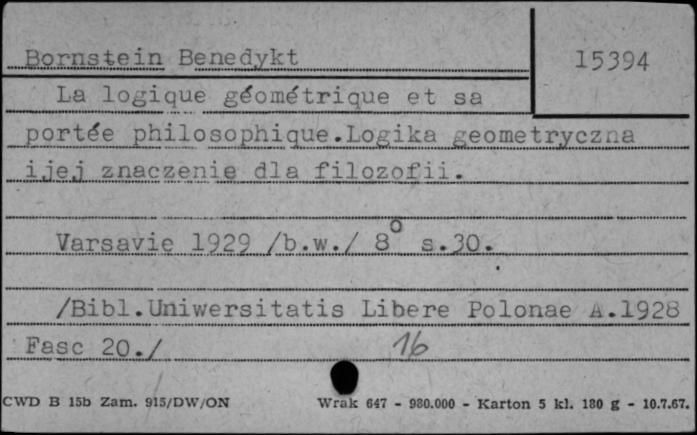 Bornstein Benedykt
15394
La logique géométrique et sa
portée philosophique.Logika geometryczna
ijej znaczenie dla filozofii.
Varsavie 1929 /b.w./ 8° s.30.
/Bibl.Uniwersitatis Libere Polonae A.1928
Fasc 20./ 16
CWD B 15b Zam. 915/DW/ON Wrak 647 - 980.000 - Karton 5 kl. 180 g - 10.7.67.